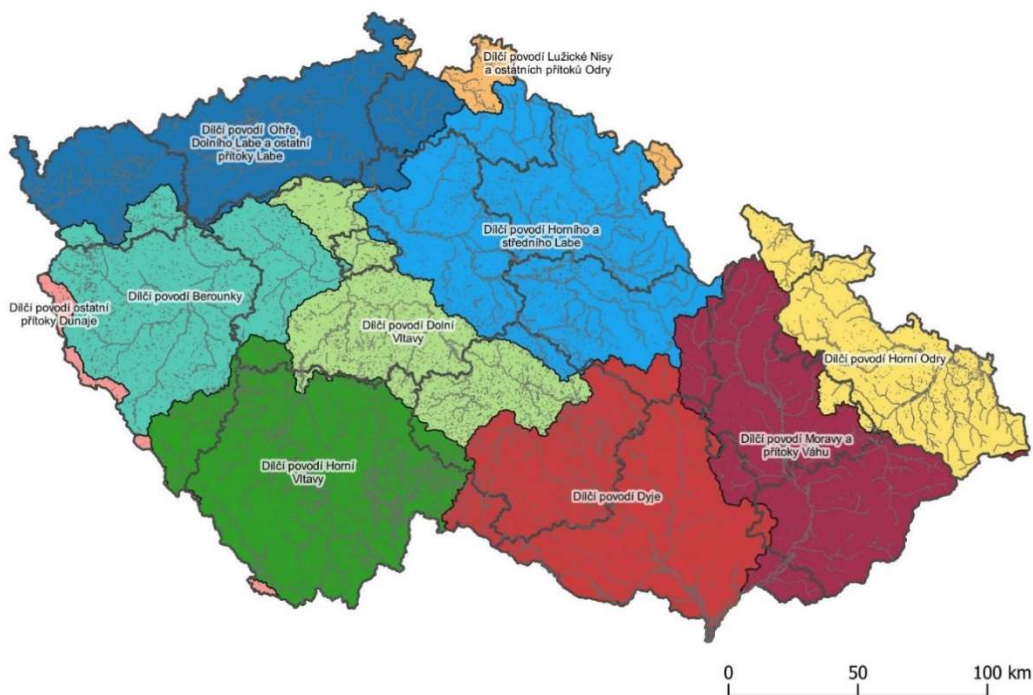 Dílčí povodí Lužické Nisy
a ostatních přítoků Odry
Dílčí povodí Ohře,
Dolního Labe a ostatní
přítoky Labe
Dílčí povodí Horního a
středního Labe
Dílčí povodí ostatní
přítoky Dunaje
Dílčí povodí Berounky
Dílčí povodí Dolní
Vltavy
Dílčí povodí Horní Odry
Dílčí povodí Moravy a
přítoky Váhu
Dílčí povodí Horní
Vltavy
Dílčí povodí Dyje
0 50 100 km